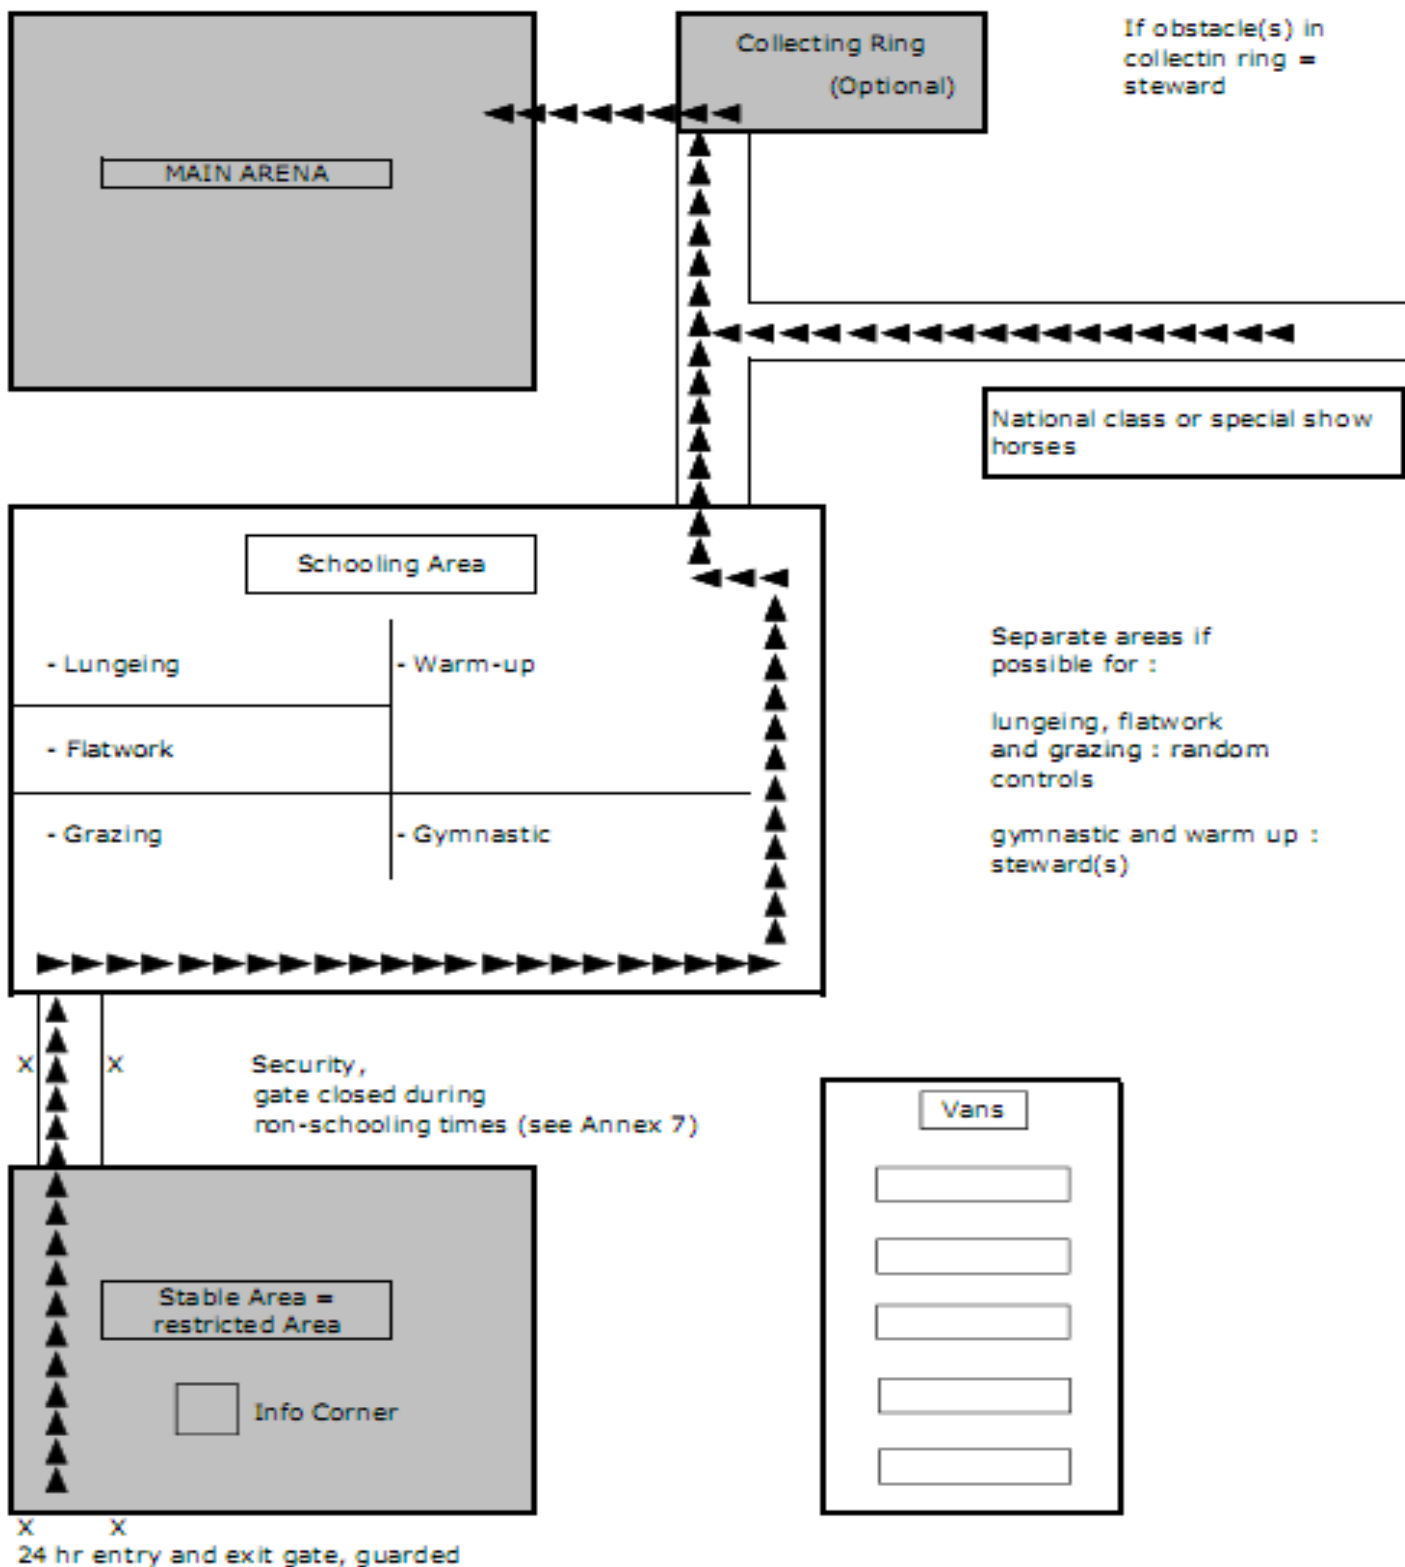 Collecting Ring
(Optional)
If obstacle(s) in
collectin ring =
steward
MAIN ARENA
National class or special show
horses
Schooling Area
- Lungeing
- Warm-up
- Flatwork
- Grazing
- Gymnastic
Separate areas if
possible for :
lungeing, flatwork
and grazing : random
controls
gymnastic and warm up :
steward(s)
X X
Security,
gate closed during
non-schooling times (see Annex 7)
Vans
Stable Area =
restricted Area
Info Corner
X X
24 hr entry and exit gate, guarded